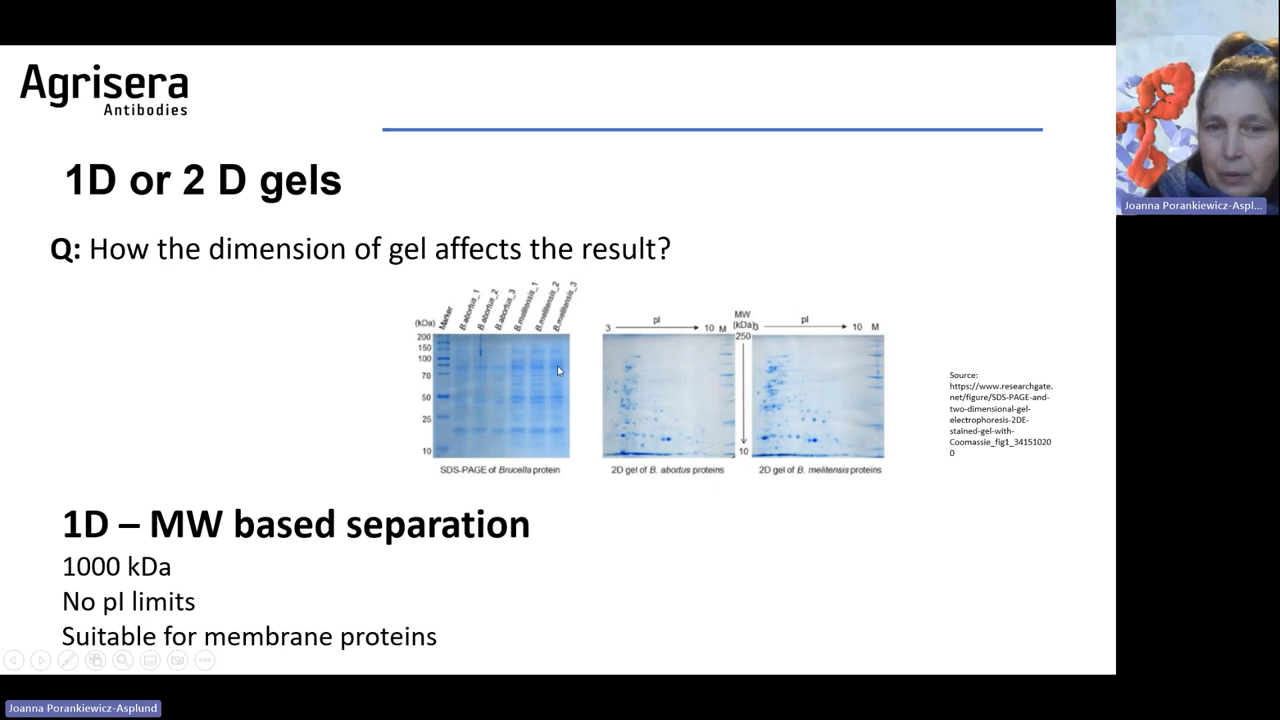 Agrisera
Antibodies
1D or 2 D gels
Q: How the dimension of gel affects the result?
(kDa)
Marker
B.abortus_1
B.abortus_2
B.abortus_3
B.melitensis_1
B.melitensis_2
B.melitensis_3
200
150
100
70
50
25
10
SDS-PAGE of Brucella protein
pI
3
10 M
2D gel of B. abortus proteins
MW
(kDa)
250
10
pI
3
10 M
2D gel of B. melitensis proteins
Source:
https://www.researchgate.
net/figure/SDS-PAGE-and-
two-dimensional-gel-
electrophoresis-2DE-
stained-gel-with-
Coomassie_fig1_34151020
0
1D – MW based separation
1000 kDa
No pI limits
Suitable for membrane proteins
Joanna Porankiewicz-Aspl...
Joanna Porankiewicz-Asplund